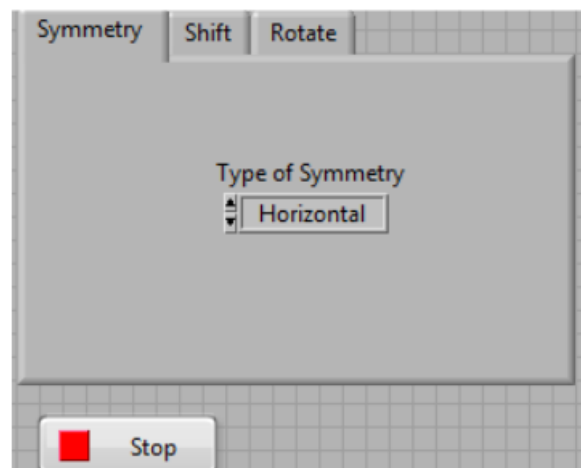 Symmetry Shift Rotate
Type of Symmetry
Horizontal
Stop